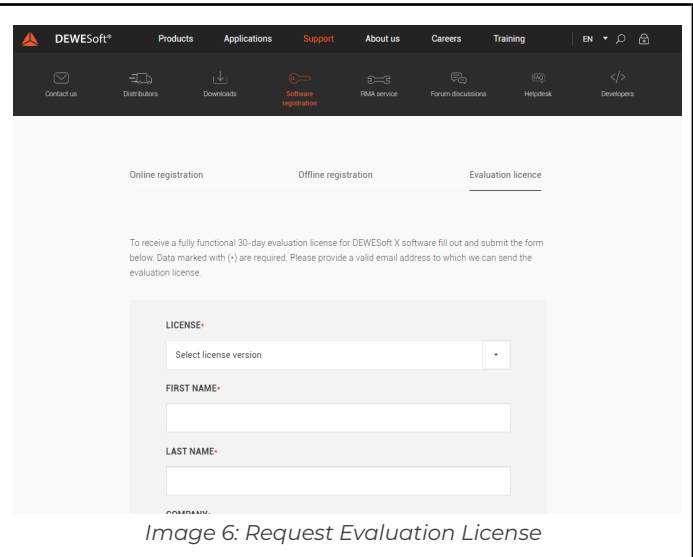 DEWESoft® Products Applications Support About us Careers Training EN
Contact us Distributors Downloads Software registration RMA service Forum discussions FAQ Helpdesk </> Developers
Online registration Offline registration Evaluation licence
To receive a fully functional 30-day evaluation license for DEWESoft X software fill out and submit the form
below. Data marked with (•) are required. Please provide a valid email address to which we can send the
evaluation license.
LICENSE•
Select license version
FIRST NAME•
LAST NAME•
COMPANY•
Image 6: Request Evaluation License